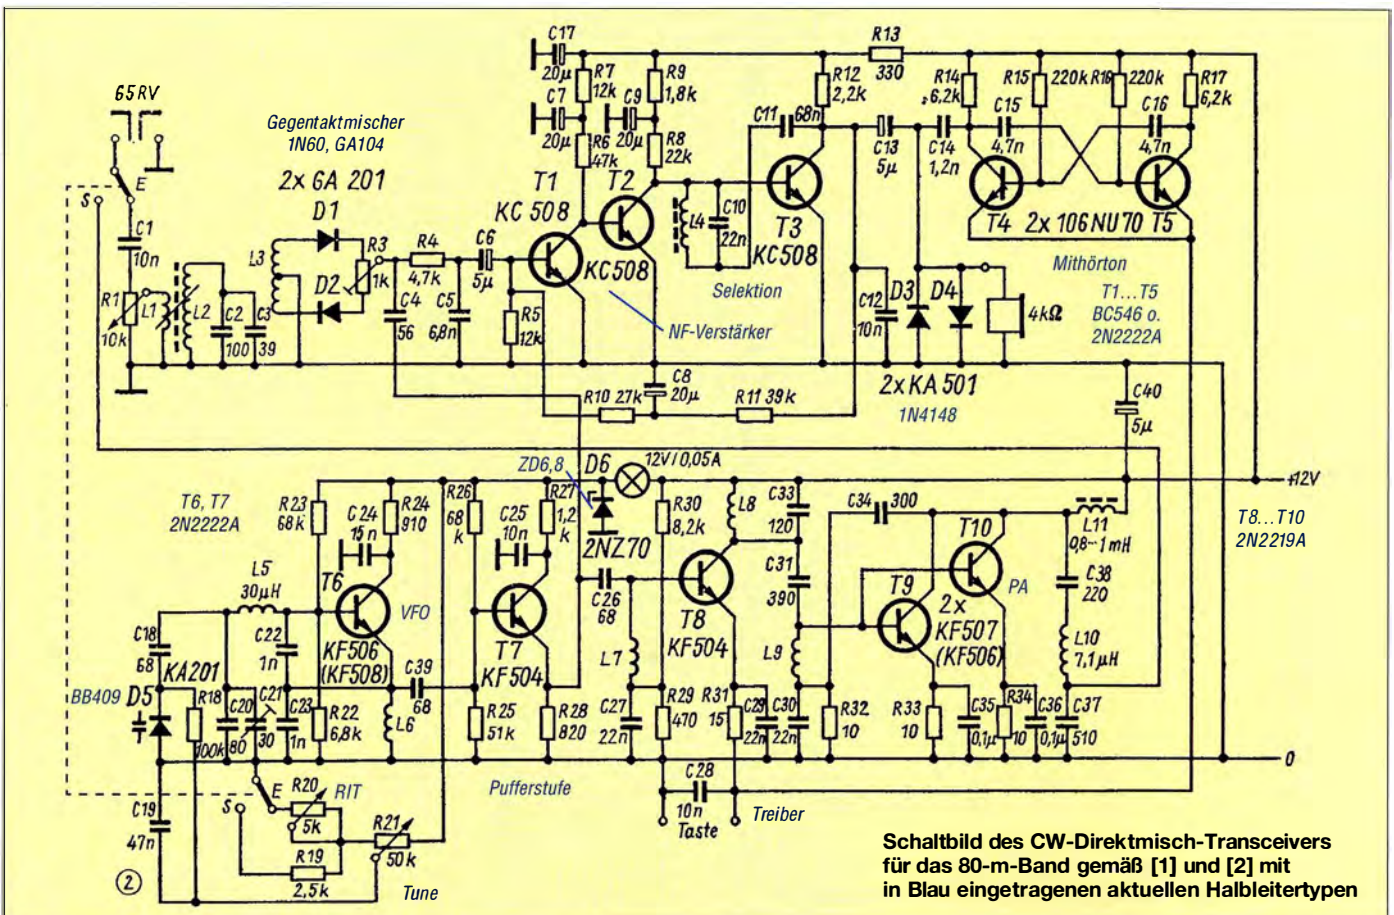 C17
20µ
R7
12k
R9
1,8k
R13
330
R12
2,2k
R14
6,2k
R15
220k
R16
220k
R17
6,2k
65RV
C7
20µ
C9
20µ
C11
68n
C15
4,7n
C16
4,7n
Gegentaktmischer
1N60, GA104
R6
47k
R8
22k
C13
5µ
C14
1,2n
2x GA 201
T1
KC 508
T2
KC508
S
E
D1
C1
10n
L3
R3
1k
R4
4,7k
C6
5µ
L4
C10
22n
T3
KC508
T4
2x 106 NU 70
T5
D2
Selektion
Mithörton
R1
10k
L1
L2
C2
100
C3
39
C4
56
C5
6,8n
R5
12k
NF-Verstärker
C12
10n
D3
D4
4kΩ
T1...T5
BC546 o.
2N2222A
C8
20µ
2x KA 501
1N4148
R10 27k
R11 39k
C40
5µ
ZD6,8
D6
12V/0,05A
+12V
T6, T7
2N2222A
R23
68k
R24
910
R26
68
k
R27
1,2
k
C24
15n
C25
10n
2NZ70
R30
8,2k
L8
C33
120
C34
300
L11
0,8–1 mH
T8...T10
2N2219A
L5
30µH
T6
VFO
KF506
(KF508)
T7
KF504
C26
68
T8
KF504
C31
390
T9
T10
2x
KF507
(KF506)
PA
C38
220
C18
68
C22
1n
KA201
BB409
D5
R18
100k
C20
80
C21
30
C23
1n
R22
6,8k
L6
C39
68
R25
51k
R28
820
L7
C27
22n
R29
470
R31
15
C29
22n
L9
C30
22n
R32
10
R33
10
C35
0,1µ
R34
10
C36
0,1µ
L10
7,1µH
C37
510
0
C19
47n
S
E
R20
5k
RIT
R21
50k
Pufferstufe
C28
10n
Taste
Treiber
R19
2,5k
Tune
2
Schaltbild des CW-Direktmisch-Transceivers
für das 80-m-Band gemäß [1] und [2] mit
in Blau eingetragenen aktuellen Halbleitertypen